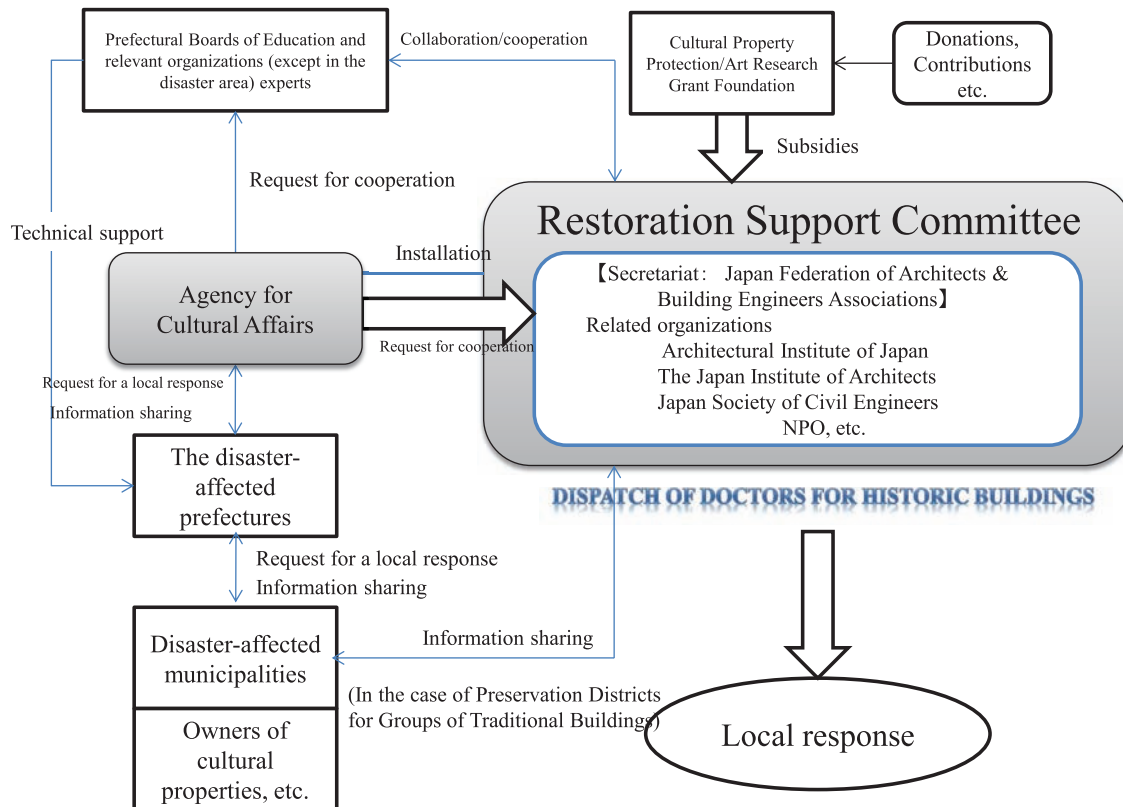 Prefectural Boards of Education and
relevant organizations (except in the
disaster area) experts
Collaboration/cooperation
Cultural Property
Protection/Art Research
Grant Foundation
Donations,
Contributions
etc.
Subsidies
Request for cooperation
Technical support
Restoration Support Committee
Installation
Agency for
Cultural Affairs
Request for cooperation
【Secretariat: Japan Federation of Architects &
Building Engineers Associations】
Related organizations
Architectural Institute of Japan
The Japan Institute of Architects
Japan Society of Civil Engineers
NPO, etc.
Request for a local response
Information sharing
The disaster-
affected
prefectures
DISPATCH OF DOCTORS FOR HISTORIC BUILDINGS
Request for a local response
Information sharing
Disaster-affected
municipalities
Information sharing
(In the case of Preservation Districts
for Groups of Traditional Buildings)
Owners of
cultural
properties, etc.
Local response